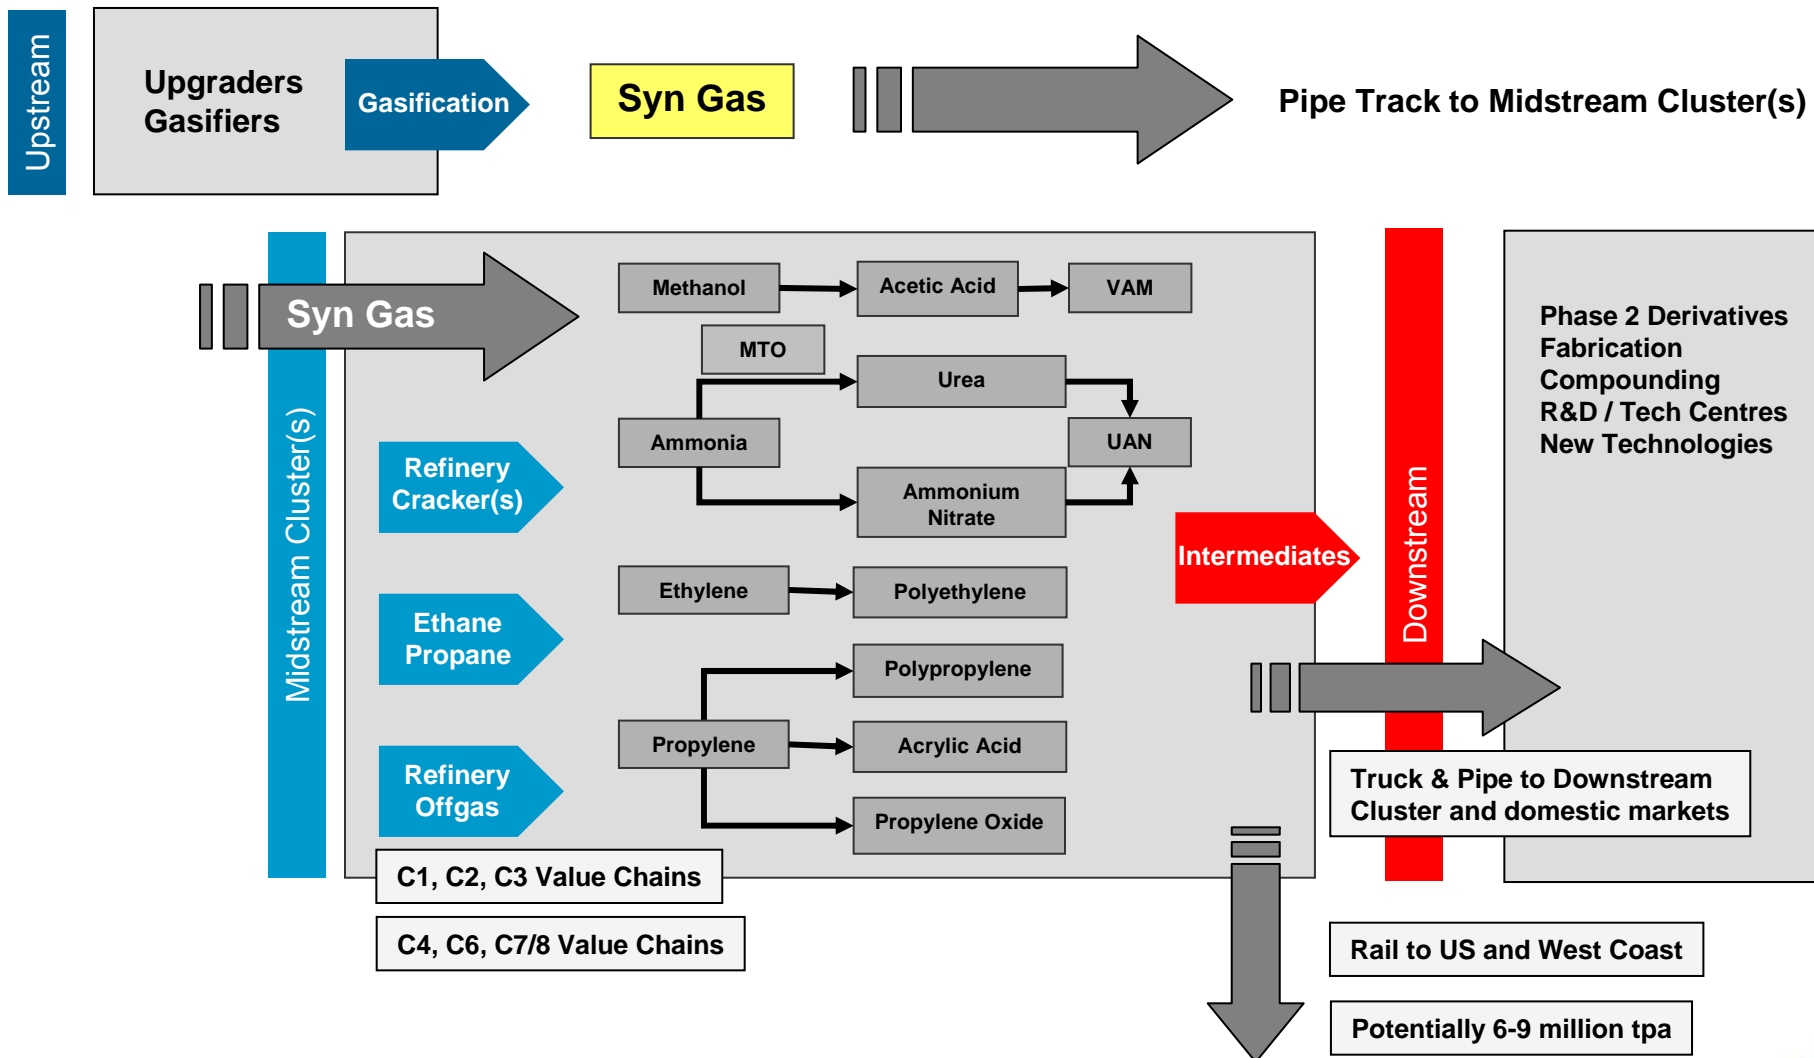 Upstream
Upgraders
Gasifiers
Gasification
Syn Gas
Pipe Track to Midstream Cluster(s)
Midstream Cluster(s)
Syn Gas
Methanol
Acetic Acid
VAM
MTO
Urea
Ammonia
UAN
Ammonium
Nitrate
Refinery
Cracker(s)
Ethylene
Polyethylene
Ethane
Propane
Polypropylene
Propylene
Acrylic Acid
Refinery
Offgas
Propylene Oxide
C1, C2, C3 Value Chains
C4, C6, C7/8 Value Chains
Intermediates
Downstream
Phase 2 Derivatives
Fabrication
Compounding
R&D / Tech Centres
New Technologies
Truck & Pipe to Downstream
Cluster and domestic markets
Rail to US and West Coast
Potentially 6-9 million tpa